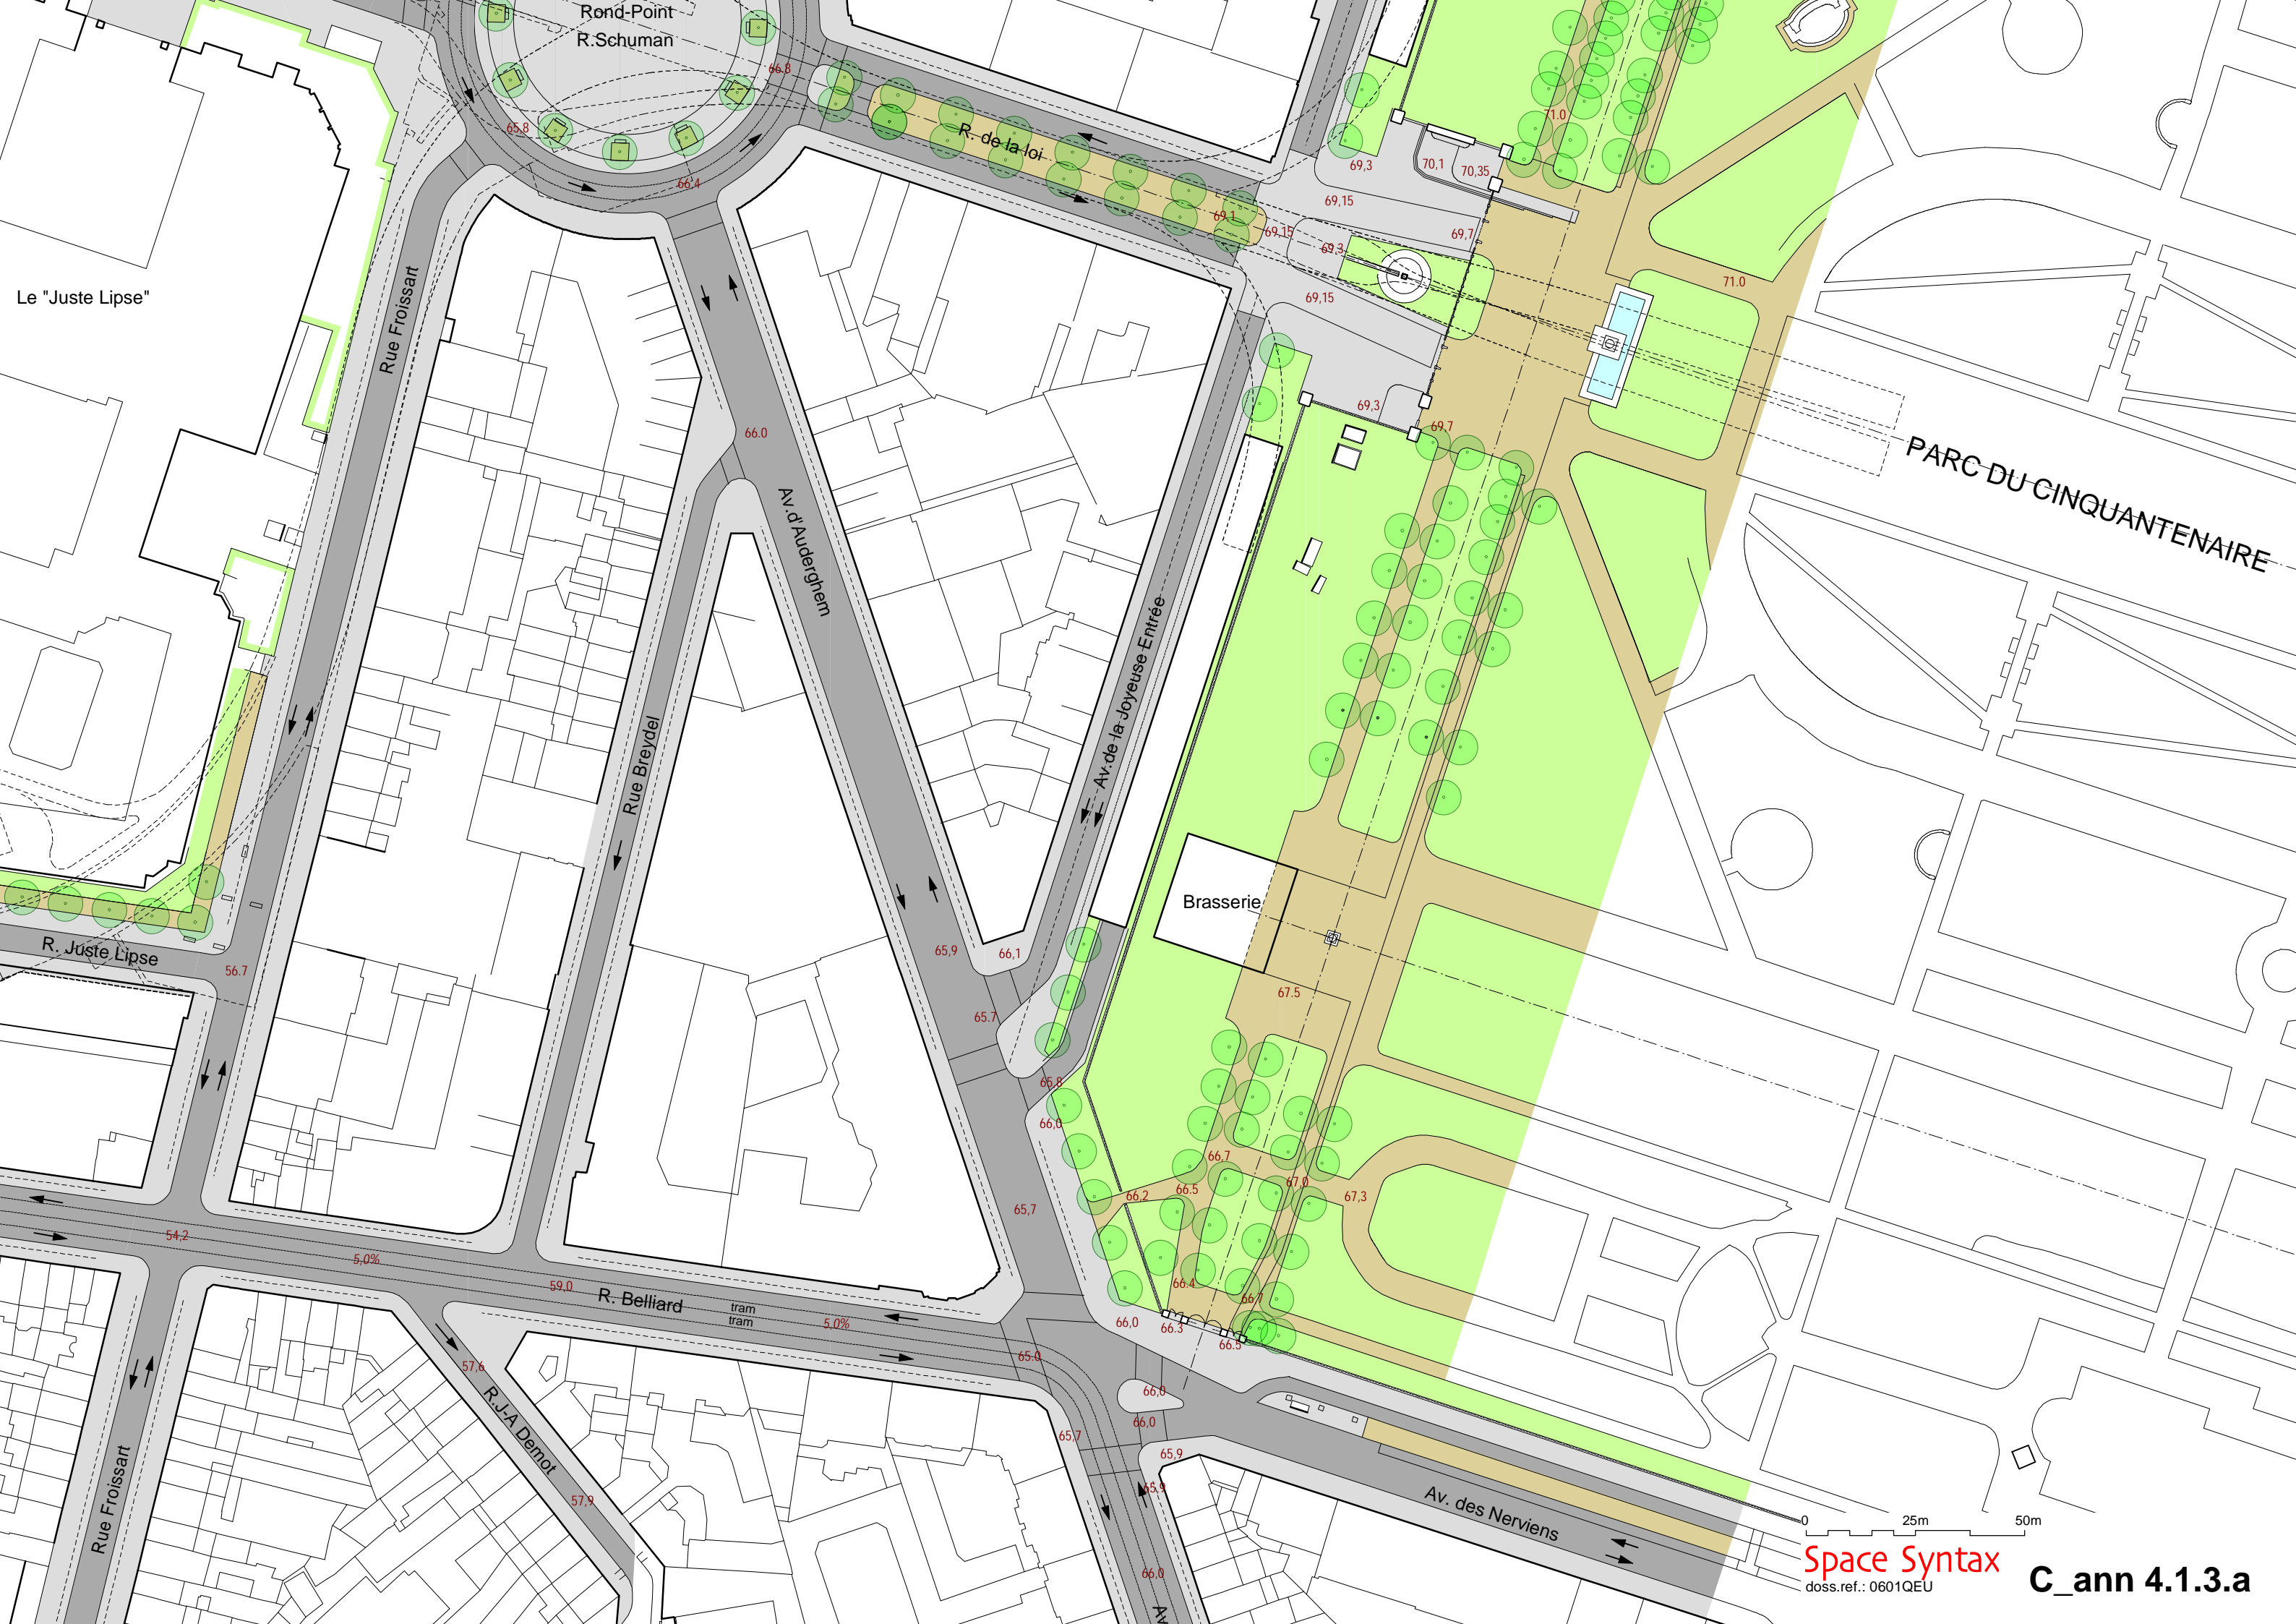 Rond-Point
R.Schuman
66.8
65.8
66.4
R. de la loi
71.0
69,3
70,1
70,35
69,15
69.1
69,15
69.3
69,7
69,15
71.0
Le "Juste Lipse"
Rue Froissart
66.0
69,3
69.7
PARC DU CINQUANTENAIRE
Av.d'Auderghem
Av.de la Joyeuse Entrée
Rue Breydel
Brasserie
R. Juste Lipse
56.7
65,9
66,1
67.5
65.7
65.8
66,0
66.7
66,2
66.5
67,0
67,3
65,7
54,2
5,0%
59,0
R. Belliard
tram
tram
5,0%
66.4
66.7
66,0
66.3
66.5
65.0
57,6
66,0
66,0
65,7
65,9
65.9
R.J-A Demot
57,9
Rue Froissart
Av. des Nerviens
66,0
Av
0 25m 50m
Space Syntax
doss.ref.: 0601QEU
C_ann 4.1.3.a